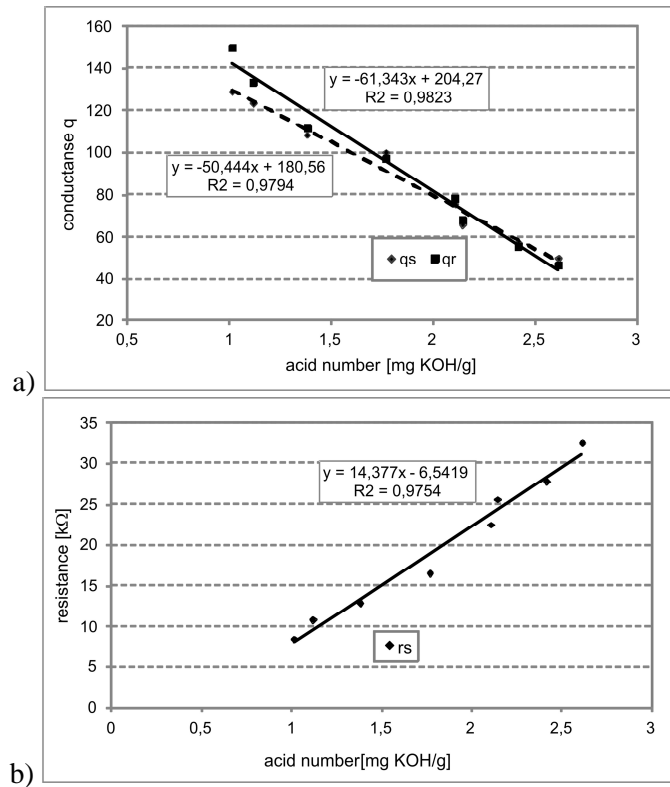 160
140
120
100
80
60
40
20
conductanse q
y = -61,343x + 204,27
R2 = 0,9823
y = -50,444x + 180,56
R2 = 0,9794
qs qr
0,5 1 1,5 2 2,5 3
acid number [mg KOH/g]
a)
35
30
25
20
15
10
5
0
resistance [kΩ]
y = 14,377x - 6,5419
R2 = 0,9754
rs
0 0,5 1 1,5 2 2,5 3
acid number[mg KOH/g]
b)